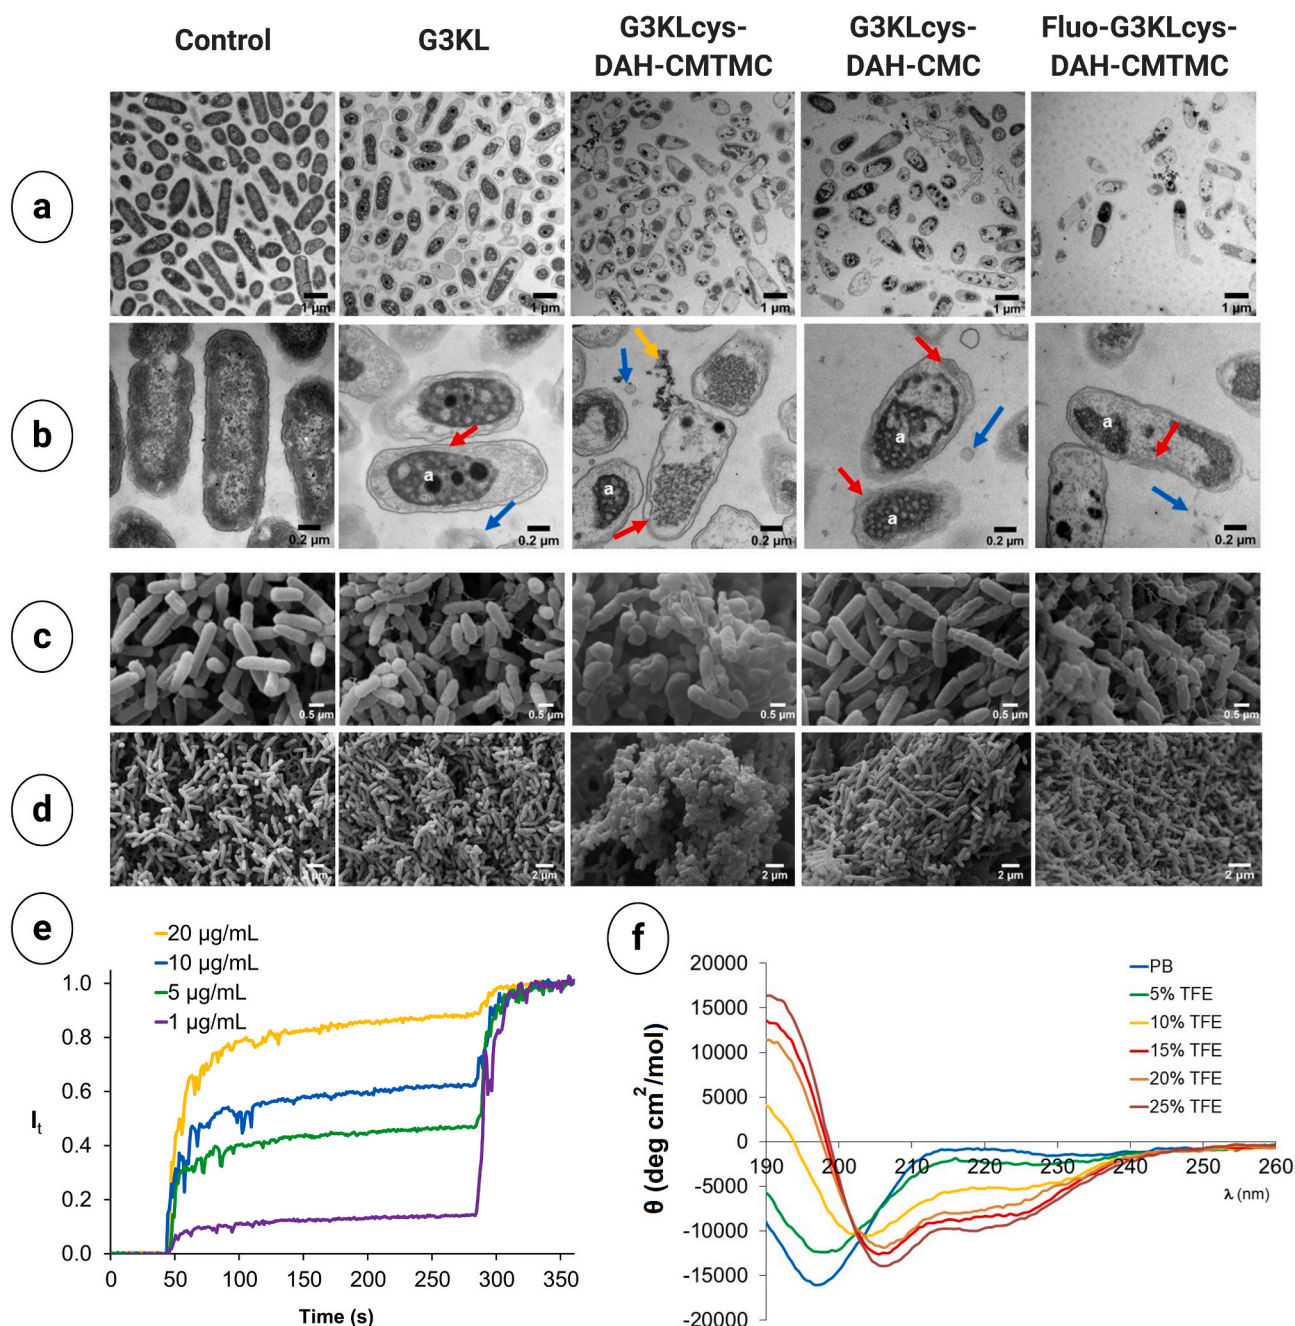 Control
G3KL
G3KLcys-
DAH-CMTMC
G3KLcys-
DAH-CMC
Fluo-G3KLcys-
DAH-CMTMC
a
1 µm
1 µm
1 µm
1 µm
1 µm
b
a
a
a
a
a
0.2 µm
0.2 µm
0.2 µm
0.2 µm
0.2 µm
c
0.5 µm
0.5 µm
0.5 µm
0.5 µm
0.5 µm
d
2 µm
2 µm
2 µm
2 µm
2 µm
e
20 µg/mL
10 µg/mL
5 µg/mL
1 µg/mL
1.0
0.8
0.6
0.4
0.2
0.0
It
0 50 100 150 200 250 300 350
Time (s)
f
20000
15000
10000
5000
0
-5000
-10000
-15000
-20000
θ (deg cm2/mol)
PB
5% TFE
10% TFE
15% TFE
20% TFE
25% TFE
190 200 210 220 230 240 250 260
λ (nm)